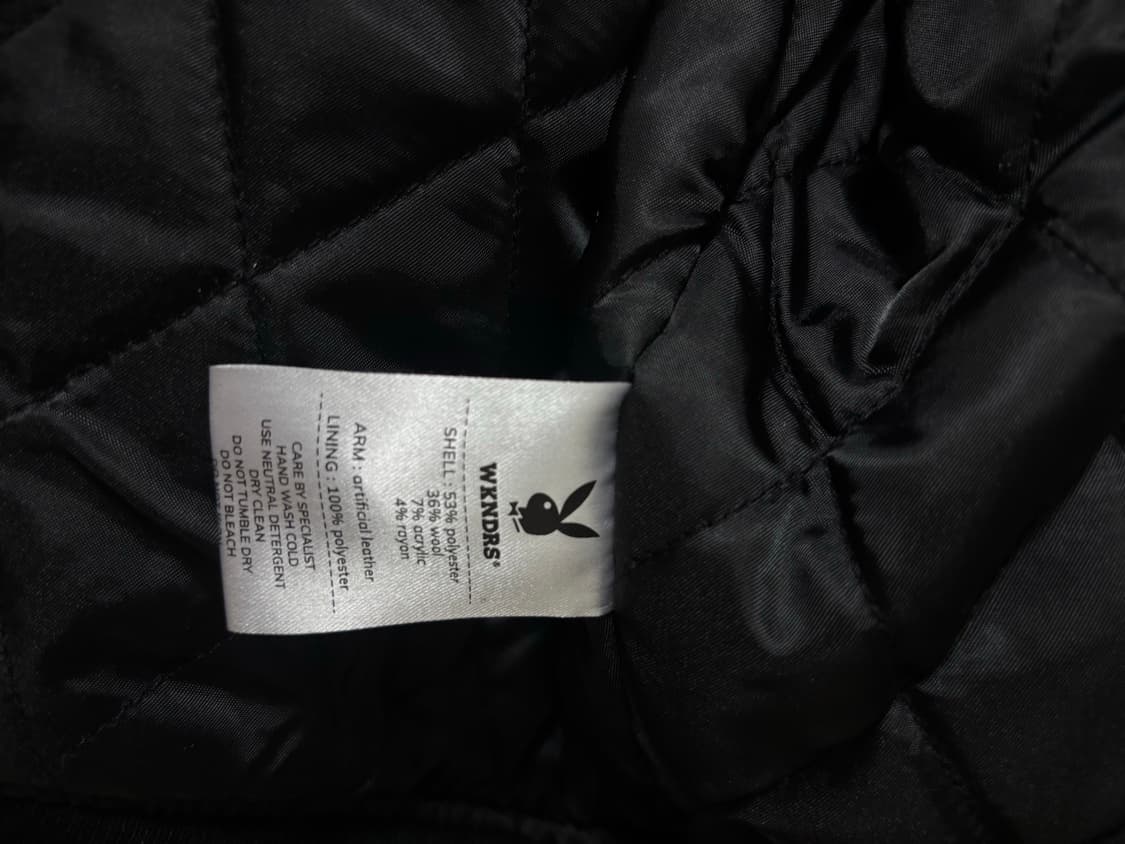 WKNDRS®
SHELL : 53% polyester
36% wool
7% acrylic
4% rayon
ARM : artificial leather
LINING : 100% polyester
CARE BY SPECIALIST
HAND WASH COLD
USE NEUTRAL DETERGENT
DRY CLEAN
DO NOT TUMBLE DRY
DO NOT BLEACH